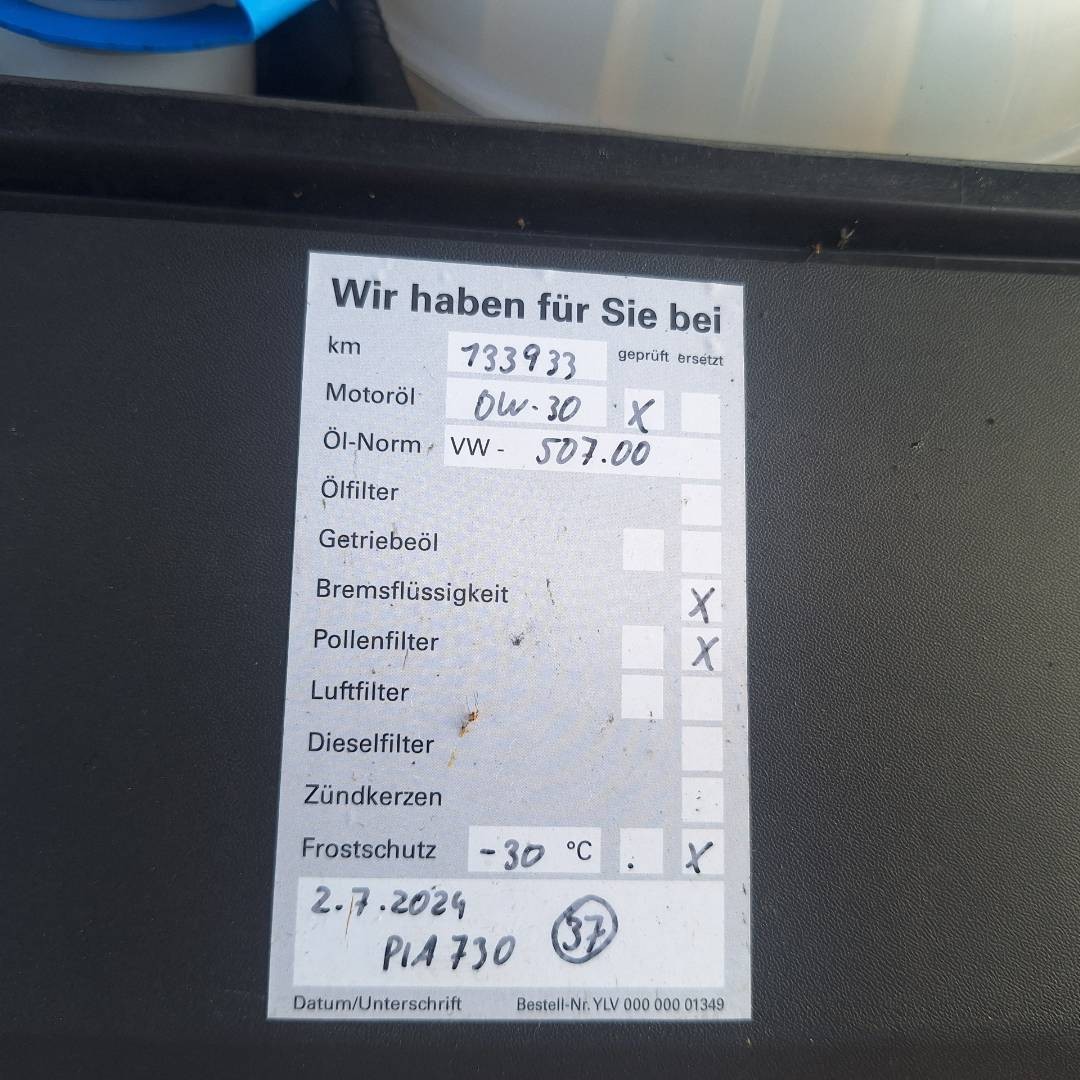 Wir haben für Sie bei
km 133933 geprüft ersetzt
Motoröl 0W-30 X
Öl-Norm VW - 507.00
Ölfilter
Getriebeöl
Bremsflüssigkeit X
Pollenfilter X
Luftfilter
Dieselfilter
Zündkerzen
Frostschutz -30 °C X
2.7.2024
PIA 730 37
Datum/Unterschrift Bestell-Nr. YLV 000 000 01349